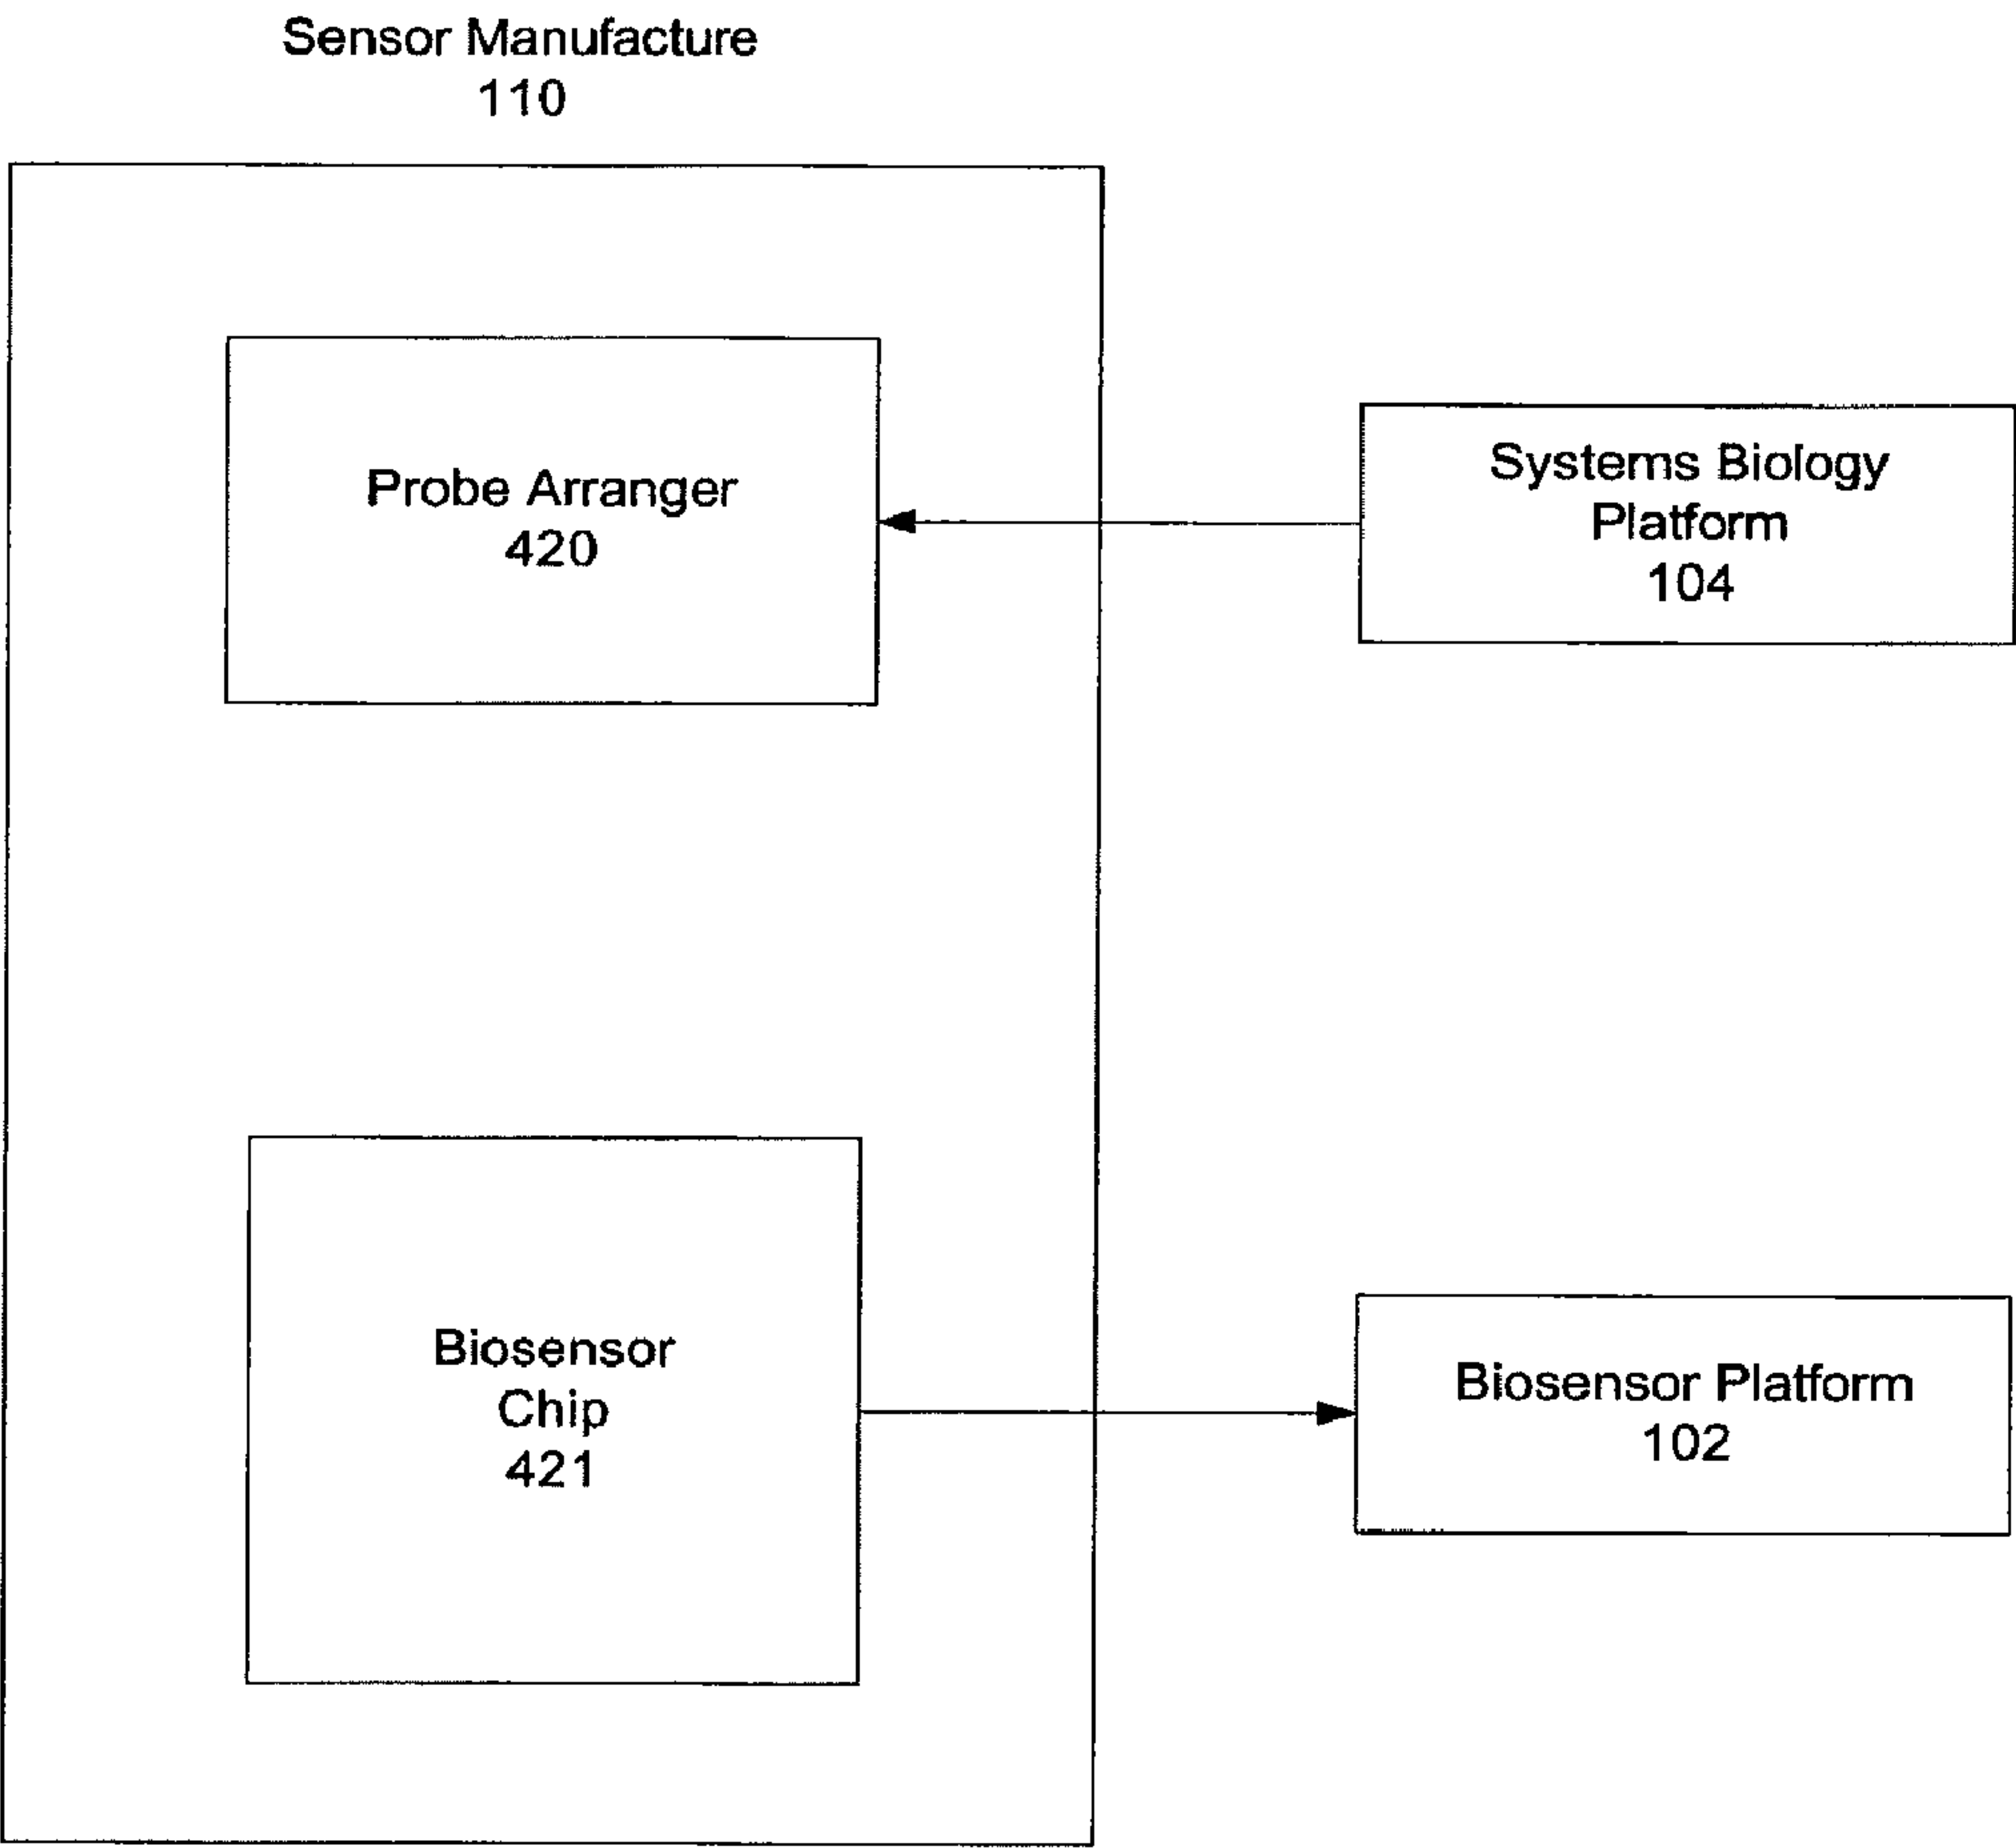 Sensor Manufacture
110
Probe Arranger
420
Systems Biology
Platform
104
Biosensor
Chip
421
Biosensor Platform
102